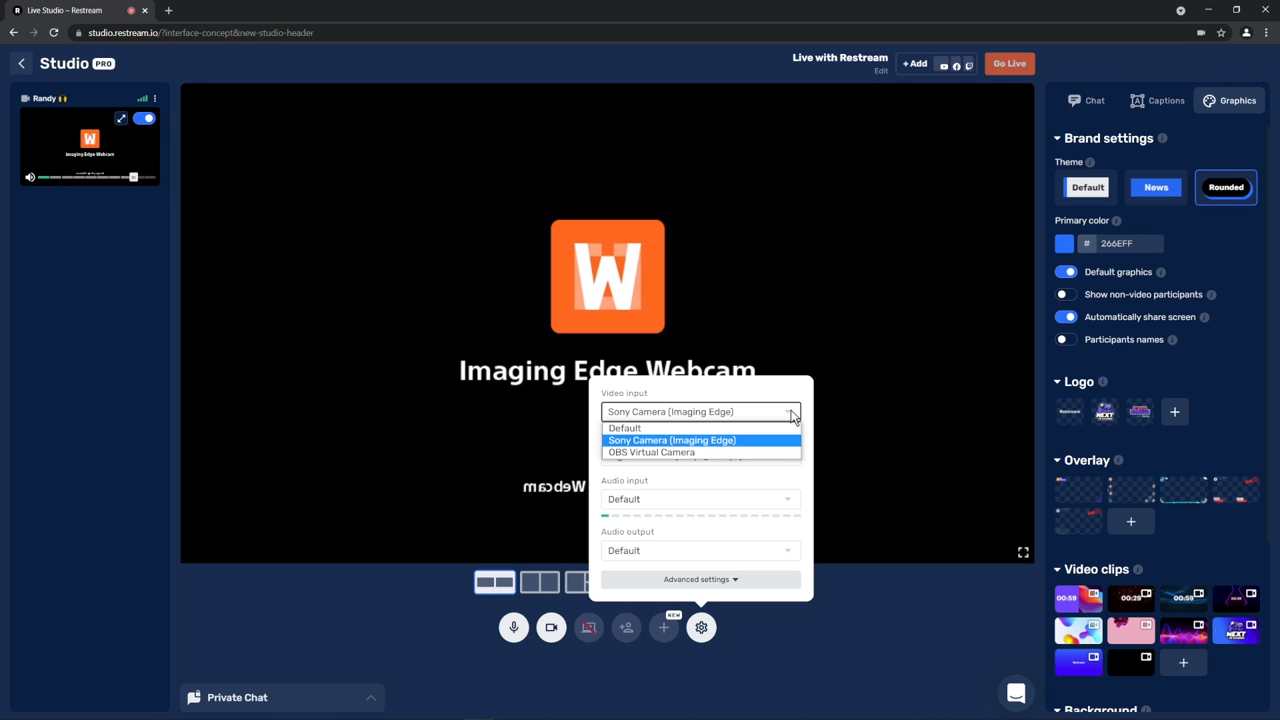 Live Studio – Restream
studio.restream.io/?interface-concept&new-studio-header
Studio PRO
Live with Restream
Edit
+ Add
Go Live
Randy
W
Imaging Edge Webcam
Chat
Captions
Graphics
Brand settings
Theme
Default
News
Rounded
Primary color
# 266EFF
Default graphics
Show non-video participants
Automatically share screen
Participants names
Logo
Restream
Overlay
Video clips
00:59
00:29
00:59
Background
W
Imaging Edge Webcam
Webcam
Video input
Sony Camera (Imaging Edge)
Default
Sony Camera (Imaging Edge)
OBS Virtual Camera
Audio input
Default
Audio output
Default
Advanced settings
NEW
Private Chat